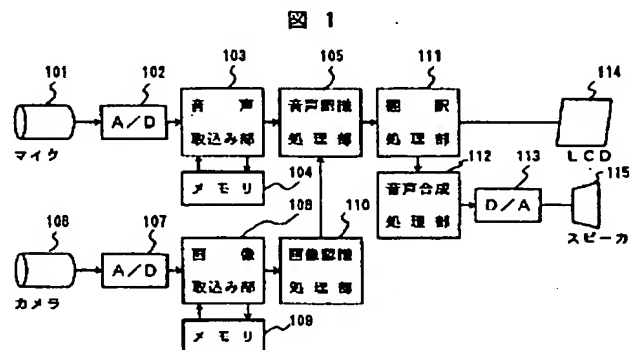 図 1
101
102
103
105
111
114
A/D
音 声
取込み部
音声認識
処理部
翻 訳
処理部
マイク
LCD
メモリ
104
112
113
115
音声合成
処理部
D/A
スピーカ
106
107
108
110
A/D
画 像
取込み部
画像認識
処理部
カメラ
メモリ
109